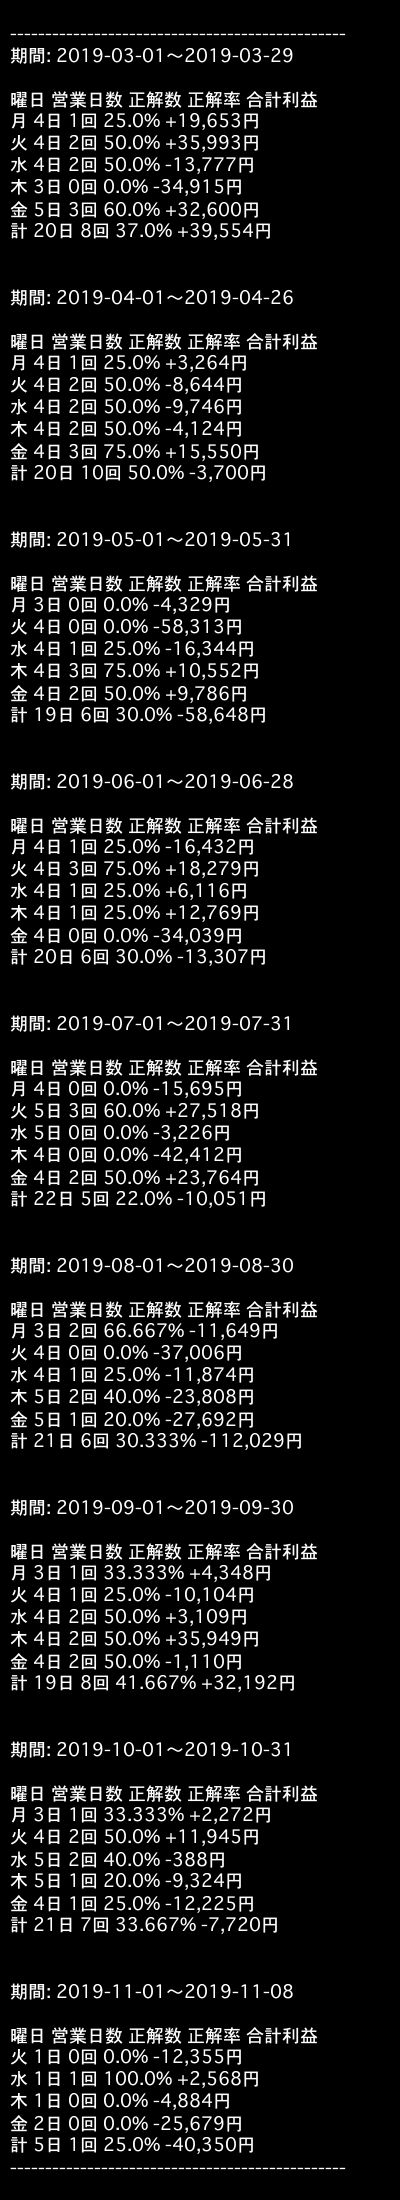 ------------------------------------------------
期間: 2019-03-01〜2019-03-29
曜日 営業日数 正解数 正解率 合計利益
月 4日 1回 25.0% +19,653円
火 4日 2回 50.0% +35,993円
水 4日 2回 50.0% -13,777円
木 3日 0回 0.0% -34,915円
金 5日 3回 60.0% +32,600円
計 20日 8回 37.0% +39,554円
期間: 2019-04-01〜2019-04-26
曜日 営業日数 正解数 正解率 合計利益
月 4日 1回 25.0% +3,264円
火 4日 2回 50.0% -8,644円
水 4日 2回 50.0% -9,746円
木 4日 2回 50.0% -4,124円
金 4日 3回 75.0% +15,550円
計 20日 10回 50.0% -3,700円
期間: 2019-05-01〜2019-05-31
曜日 営業日数 正解数 正解率 合計利益
月 3日 0回 0.0% -4,329円
火 4日 0回 0.0% -58,313円
水 4日 1回 25.0% -16,344円
木 4日 3回 75.0% +10,552円
金 4日 2回 50.0% +9,786円
計 19日 6回 30.0% -58,648円
期間: 2019-06-01〜2019-06-28
曜日 営業日数 正解数 正解率 合計利益
月 4日 1回 25.0% -16,432円
火 4日 3回 75.0% +18,279円
水 4日 1回 25.0% +6,116円
木 4日 1回 25.0% +12,769円
金 4日 0回 0.0% -34,039円
計 20日 6回 30.0% -13,307円
期間: 2019-07-01〜2019-07-31
曜日 営業日数 正解数 正解率 合計利益
月 4日 0回 0.0% -15,695円
火 5日 3回 60.0% +27,518円
水 5日 0回 0.0% -3,226円
木 4日 0回 0.0% -42,412円
金 4日 2回 50.0% +23,764円
計 22日 5回 22.0% -10,051円
期間: 2019-08-01〜2019-08-30
曜日 営業日数 正解数 正解率 合計利益
月 3日 2回 66.667% -11,649円
火 4日 0回 0.0% -37,006円
水 4日 1回 25.0% -11,874円
木 5日 2回 40.0% -23,808円
金 5日 1回 20.0% -27,692円
計 21日 6回 30.333% -112,029円
期間: 2019-09-01〜2019-09-30
曜日 営業日数 正解数 正解率 合計利益
月 3日 1回 33.333% +4,348円
火 4日 1回 25.0% -10,104円
水 4日 2回 50.0% +3,109円
木 4日 2回 50.0% +35,949円
金 4日 2回 50.0% -1,110円
計 19日 8回 41.667% +32,192円
期間: 2019-10-01〜2019-10-31
曜日 営業日数 正解数 正解率 合計利益
月 3日 1回 33.333% +2,272円
火 4日 2回 50.0% +11,945円
水 5日 2回 40.0% -388円
木 5日 1回 20.0% -9,324円
金 4日 1回 25.0% -12,225円
計 21日 7回 33.667% -7,720円
期間: 2019-11-01〜2019-11-08
曜日 営業日数 正解数 正解率 合計利益
火 1日 0回 0.0% -12,355円
水 1日 1回 100.0% +2,568円
木 1日 0回 0.0% -4,884円
金 2日 0回 0.0% -25,679円
計 5日 1回 25.0% -40,350円
------------------------------------------------